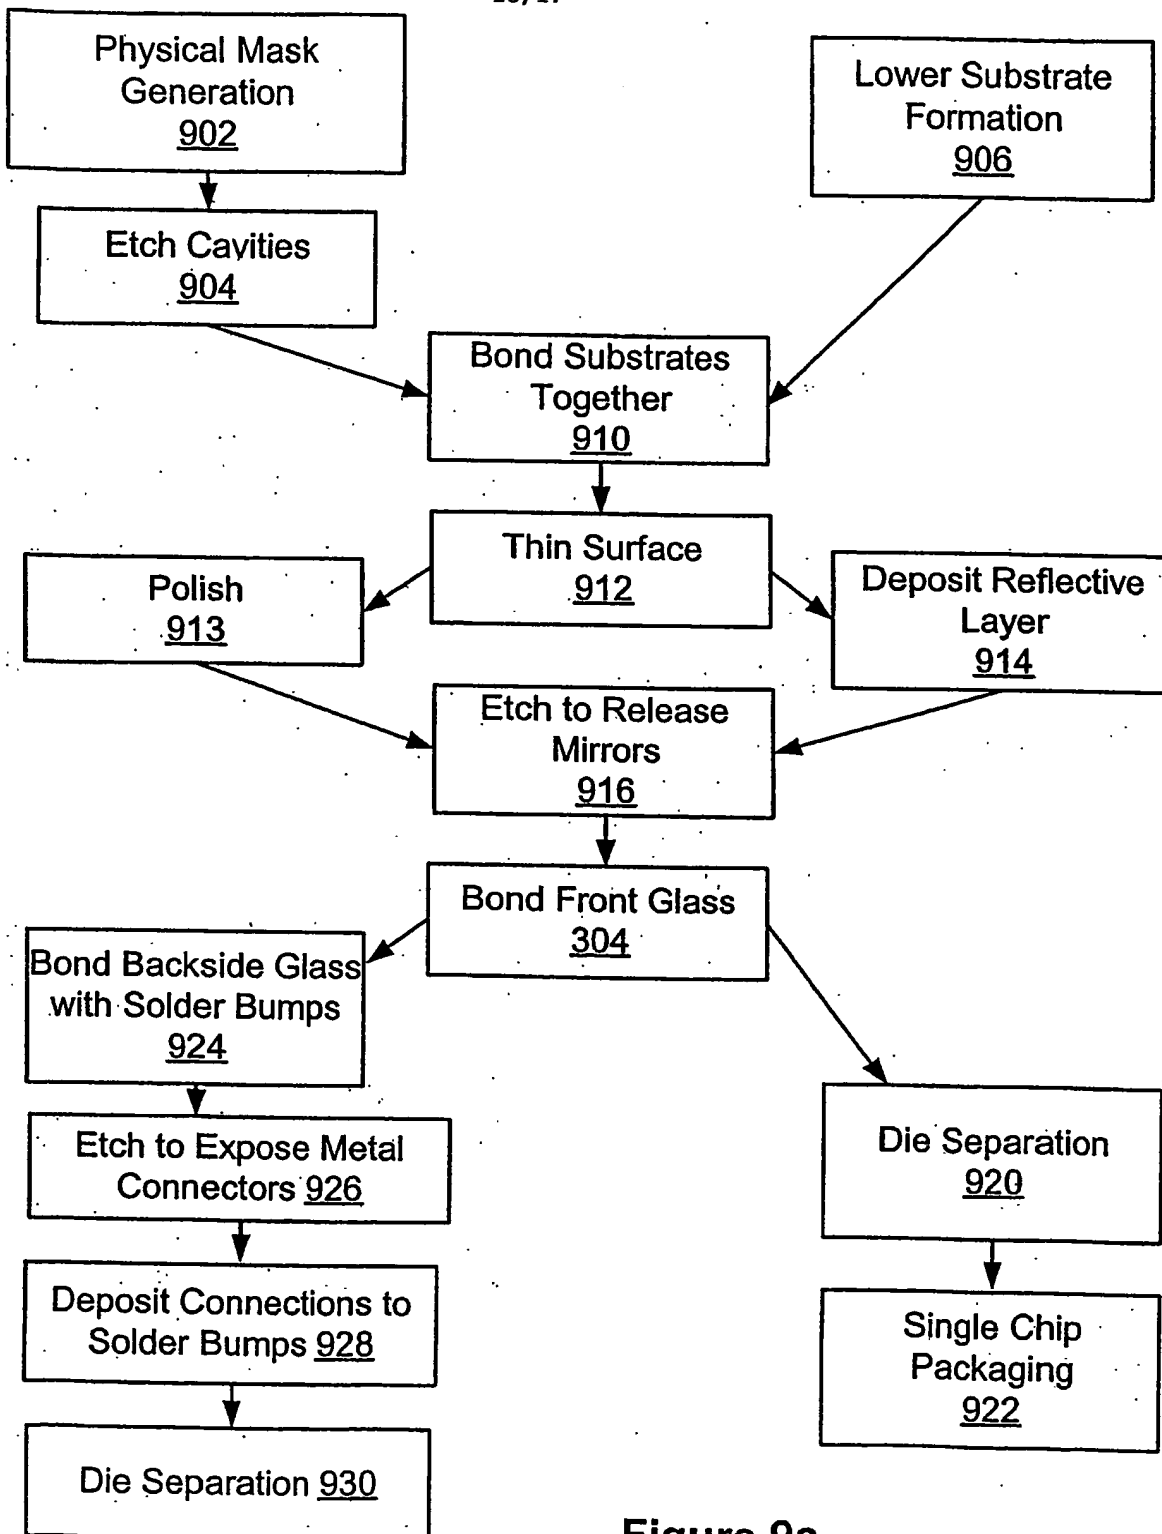 Physical Mask
Generation
902
Lower Substrate
Formation
906
Etch Cavities
904
Bond Substrates
Together
910
Thin Surface
912
Polish
913
Deposit Reflective
Layer
914
Etch to Release
Mirrors
916
Bond Front Glass
304
Bond Backside Glass
with Solder Bumps
924
Etch to Expose Metal
Connectors 926
Die Separation
920
Deposit Connections to
Solder Bumps 928
Single Chip
Packaging
922
Die Separation 930